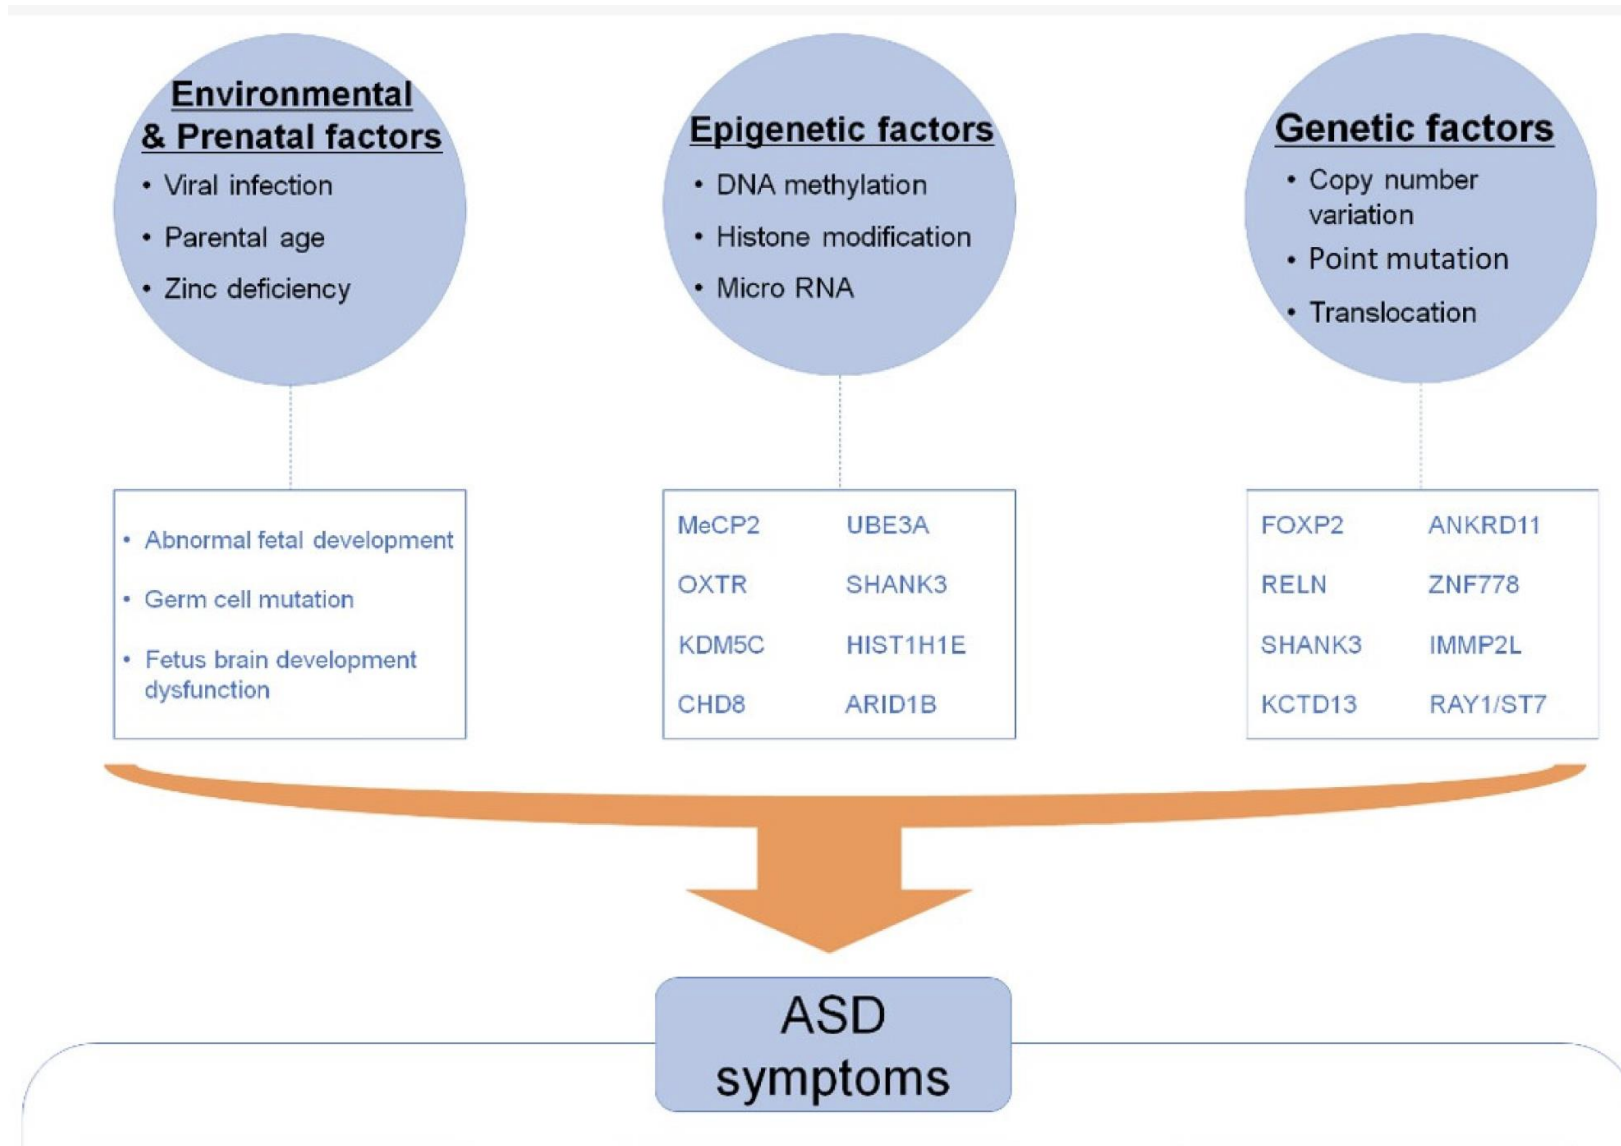 Environmental
& Prenatal factors
• Viral infection
• Parental age
• Zinc deficiency
Epigenetic factors
• DNA methylation
• Histone modification
• Micro RNA
Genetic factors
• Copy number
variation
• Point mutation
• Translocation
• Abnormal fetal development
• Germ cell mutation
• Fetus brain development
dysfunction
MeCP2 UBE3A
OXTR SHANK3
KDM5C HIST1H1E
CHD8 ARID1B
FOXP2 ANKRD11
RELN ZNF778
SHANK3 IMMP2L
KCTD13 RAY1/ST7
ASD
symptoms